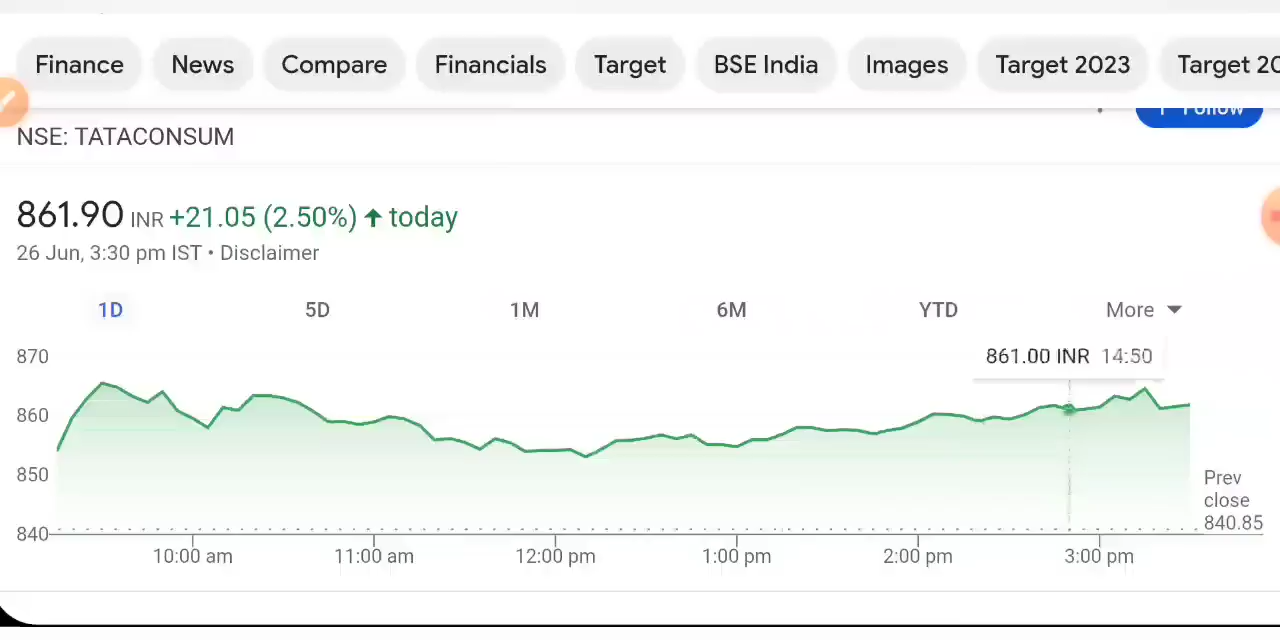 Finance News Compare Financials Target BSE India Images Target 2023 Target 20
Follow
NSE: TATACONSUM
861.90 INR +21.05 (2.50%) ↑ today
26 Jun, 3:30 pm IST • Disclaimer
1D 5D 1M 6M YTD More
861.00 INR 14:50
870
860
850
840
Prev
close
840.85
10:00 am 11:00 am 12:00 pm 1:00 pm 2:00 pm 3:00 pm